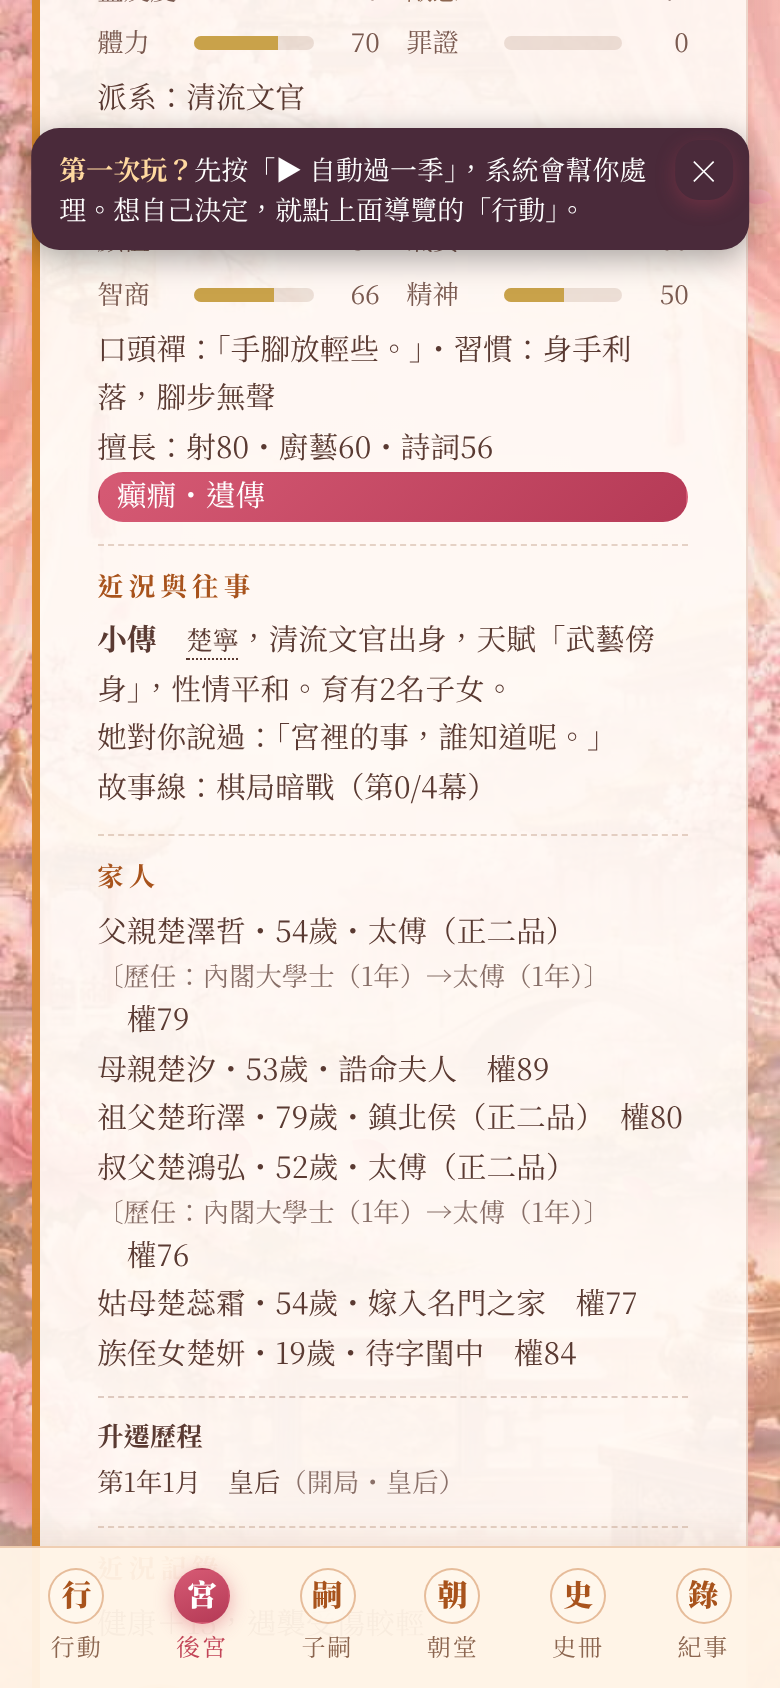 體力 70 罪證 0
派系：清流文官
第一次玩？先按「▶ 自動過一季」，系統會幫你處
理。想自己決定，就點上面導覽的「行動」。
智商 66 精神 50
口頭禪：「手腳放輕些。」・習慣：身手利
落，腳步無聲
擅長：射80・廚藝60・詩詞56
癲癇・遺傳
近況與往事
小傳　楚寧，清流文官出身，天賦「武藝傍
身」，性情平和。育有2名子女。
她對你說過：「宮裡的事，誰知道呢。」
故事線：棋局暗戰（第0/4幕）
家人
父親楚澤哲・54歲・太傅（正二品）
〔歷任：內閣大學士（1年）→太傅（1年）〕
權79
母親楚汐・53歲・誥命夫人　權89
祖父楚珩澤・79歲・鎮北侯（正二品）　權80
叔父楚鴻弘・52歲・太傅（正二品）
〔歷任：內閣大學士（1年）→太傅（1年）〕
權76
姑母楚蕊霜・54歲・嫁入名門之家　權77
族侄女楚妍・19歲・待字閨中　權84
升遷歷程
第1年1月　皇后（開局・皇后）
近況記錄
健康 遇襲受傷較輕
行 宮 嗣 朝 史 錄
行動 後宮 子嗣 朝堂 史冊 紀事